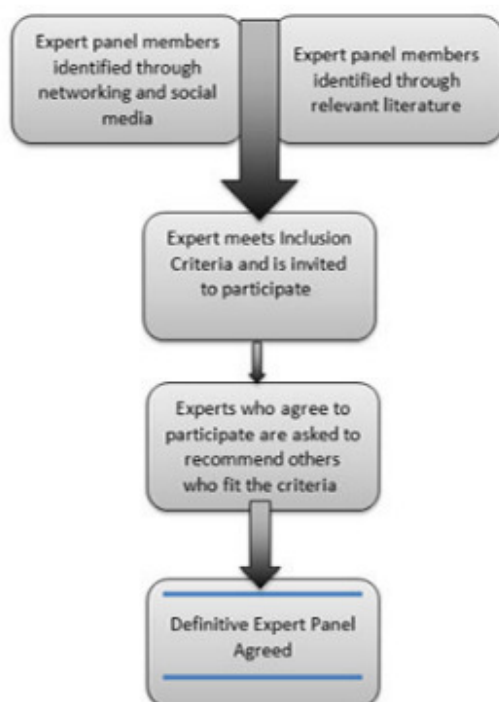 Expert panel members
identified through
networking and social
media
Expert panel members
identified through
relevant literature
Expert meets Inclusion
Criteria and is invited
to participate
Experts who agree to
participate are asked to
recommend others
who fit the criteria
Definitive Expert Panel
Agreed